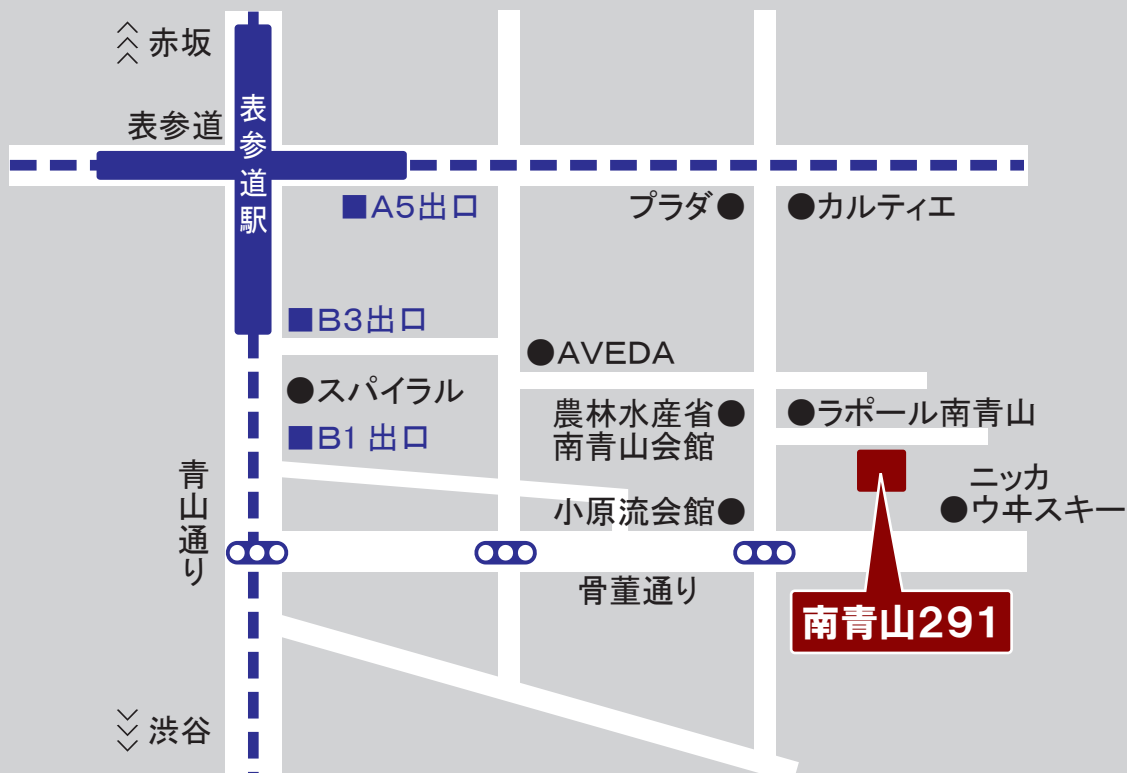 赤坂
表参道
表参道駅
■A5出口
プラダ●
●カルティエ
■B3出口
●AVEDA
●スパイラル
農林水産省●
南青山会館
●ラポール南青山
■B1出口
青山通り
小原流会館●
ニッカ
●ウヰスキー
骨董通り
南青山291
渋谷